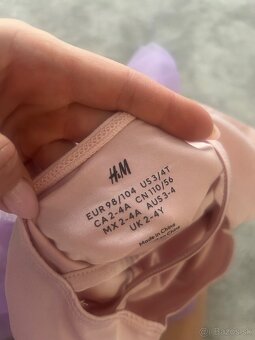 H&M
EUR 98/104 US 3/4T
CA 2-4A CN 110/56
MX 2-4A AUS 3-4
UK 2-4Y
Made in China